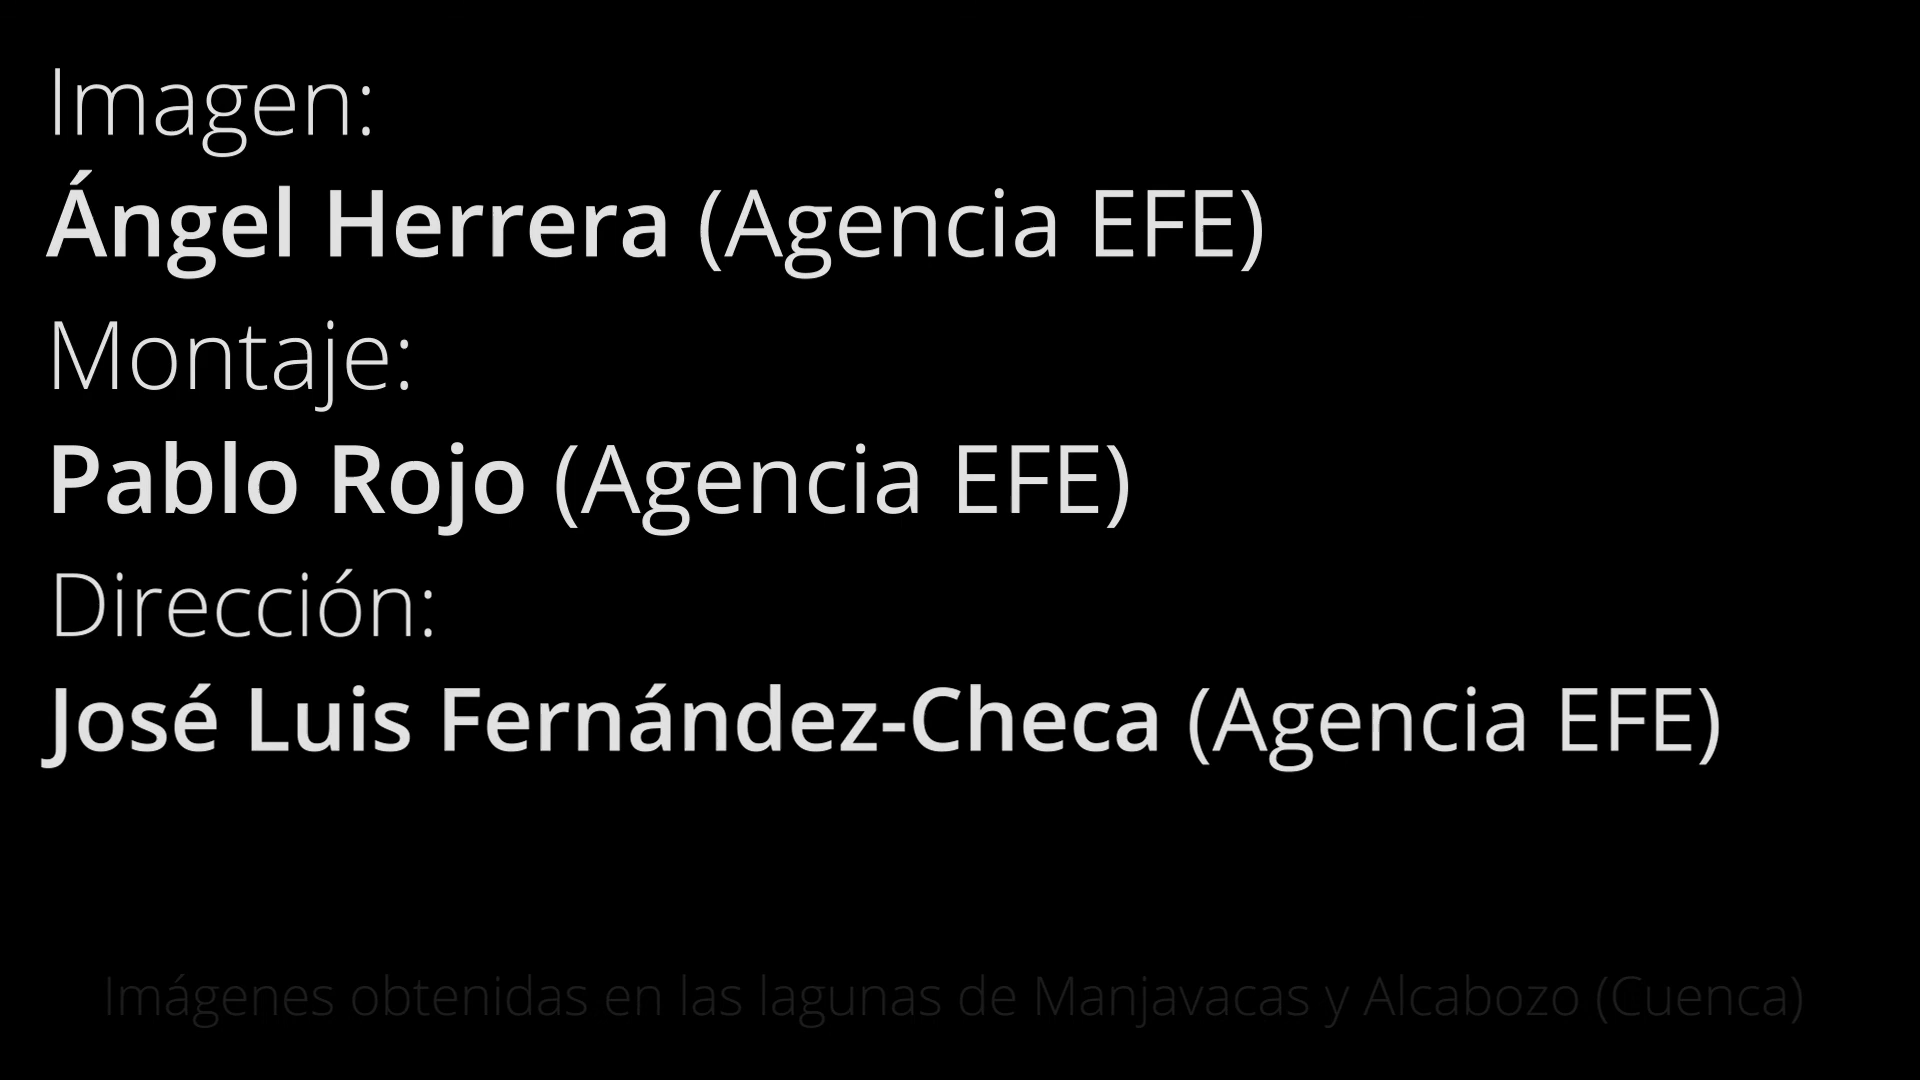 Imagen:
Ángel Herrera (Agencia EFE)
Montaje:
Pablo Rojo (Agencia EFE)
Dirección:
José Luis Fernández-Checa (Agencia EFE)
Imágenes obtenidas en las lagunas de Manjavacas y Alcabozo (Cuenca)